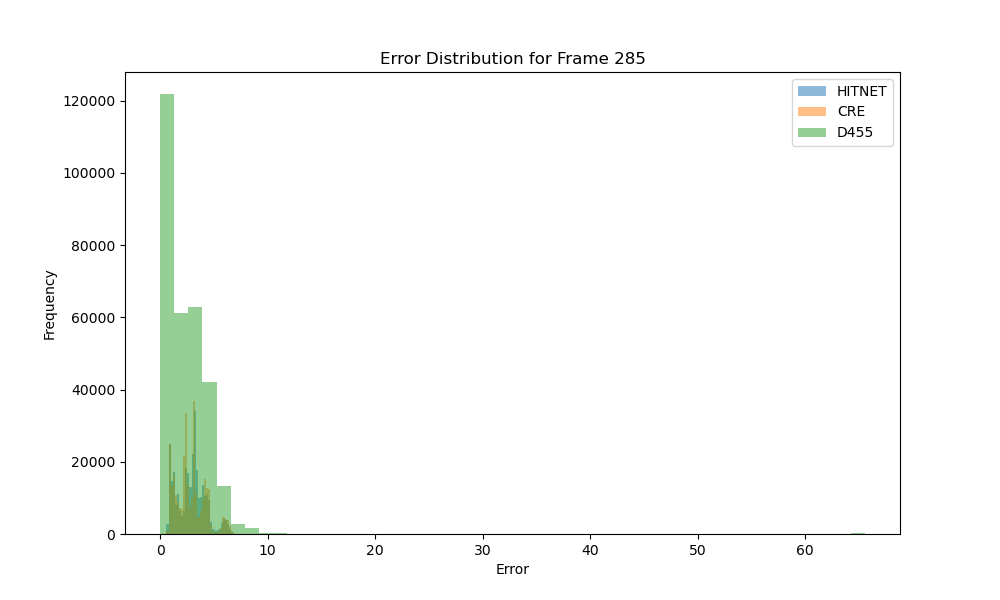 Error Distribution for Frame 285
HITNET
CRE
D455
120000
100000
80000
60000
40000
20000
0
Frequency
0 10 20 30 40 50 60
Error